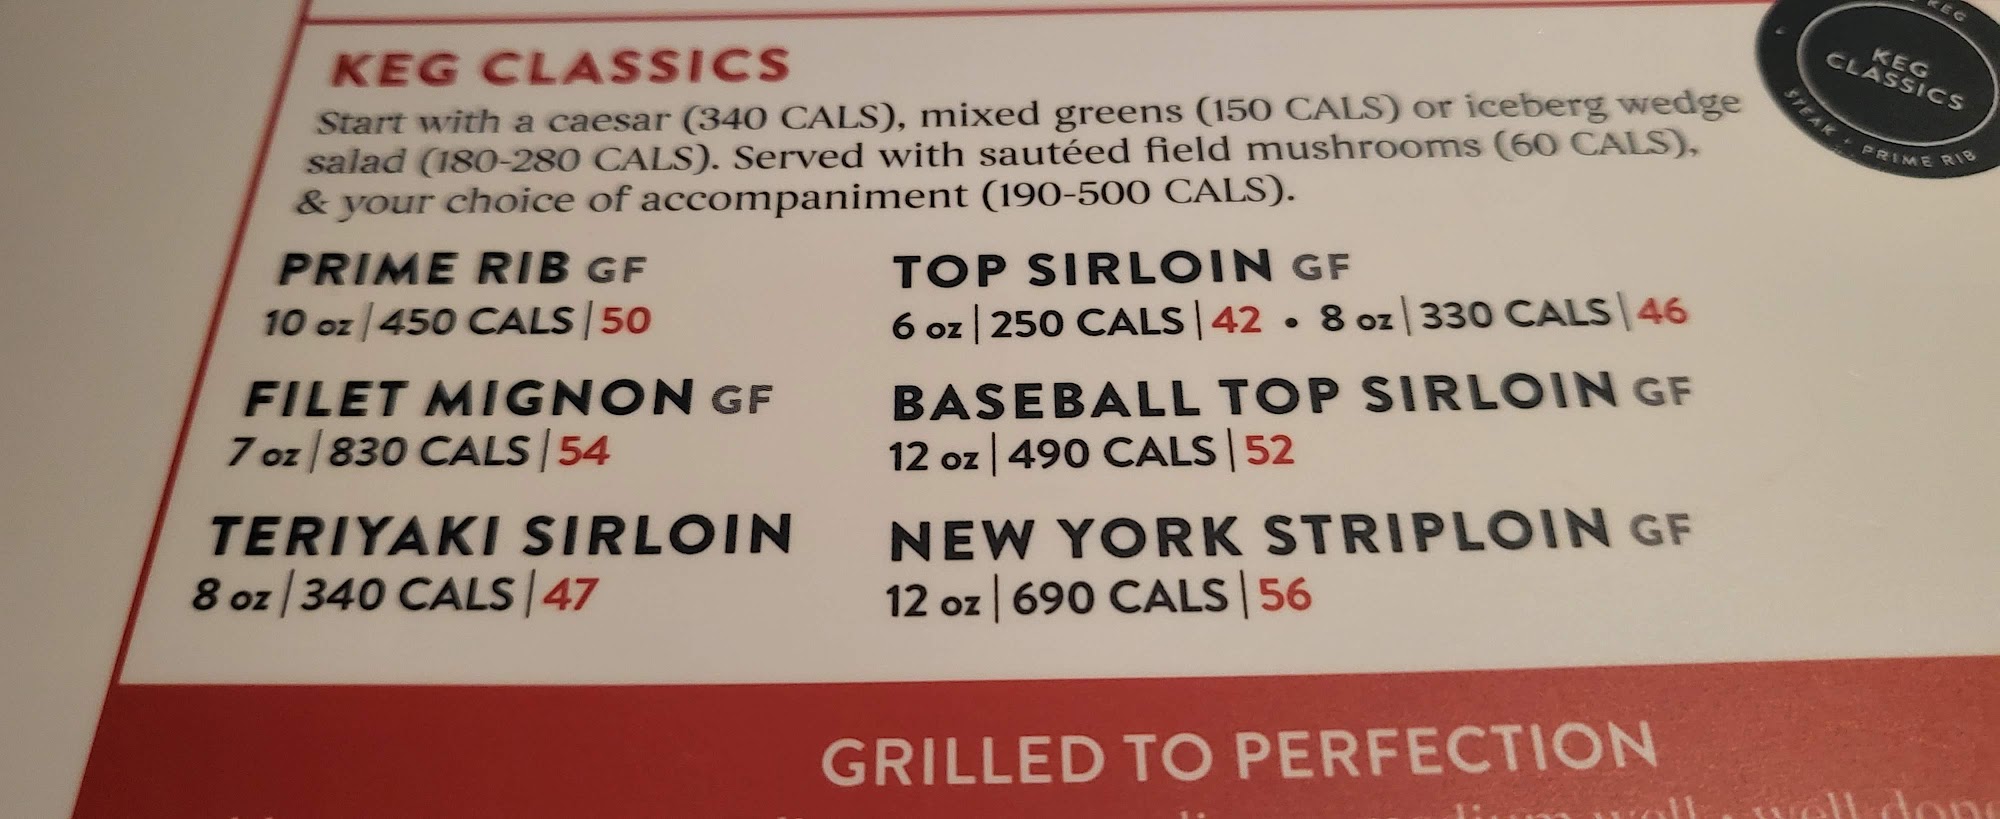 KEG
KEG
CLASSICS
STEAK + PRIME RIB
KEG CLASSICS
Start with a caesar (340 CALS), mixed greens (150 CALS) or iceberg wedge
salad (180-280 CALS). Served with sautéed field mushrooms (60 CALS),
& your choice of accompaniment (190-500 CALS).
PRIME RIB GF
10 oz | 450 CALS | 50
TOP SIRLOIN GF
6 oz | 250 CALS | 42 • 8 oz | 330 CALS | 46
FILET MIGNON GF
7 oz | 830 CALS | 54
BASEBALL TOP SIRLOIN GF
12 oz | 490 CALS | 52
TERIYAKI SIRLOIN
8 oz | 340 CALS | 47
NEW YORK STRIPLOIN GF
12 oz | 690 CALS | 56
GRILLED TO PERFECTION
well • well